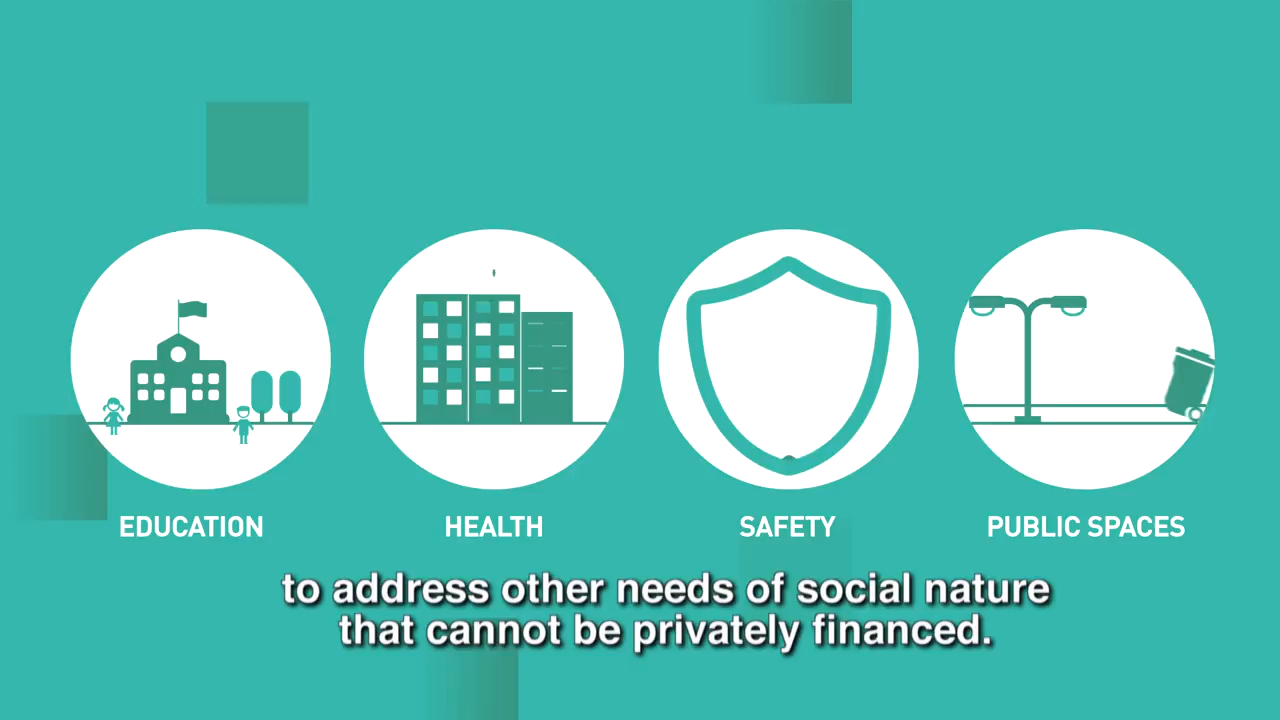 EDUCATION
HEALTH
SAFETY
PUBLIC SPACES
to address other needs of social nature
that cannot be privately financed.